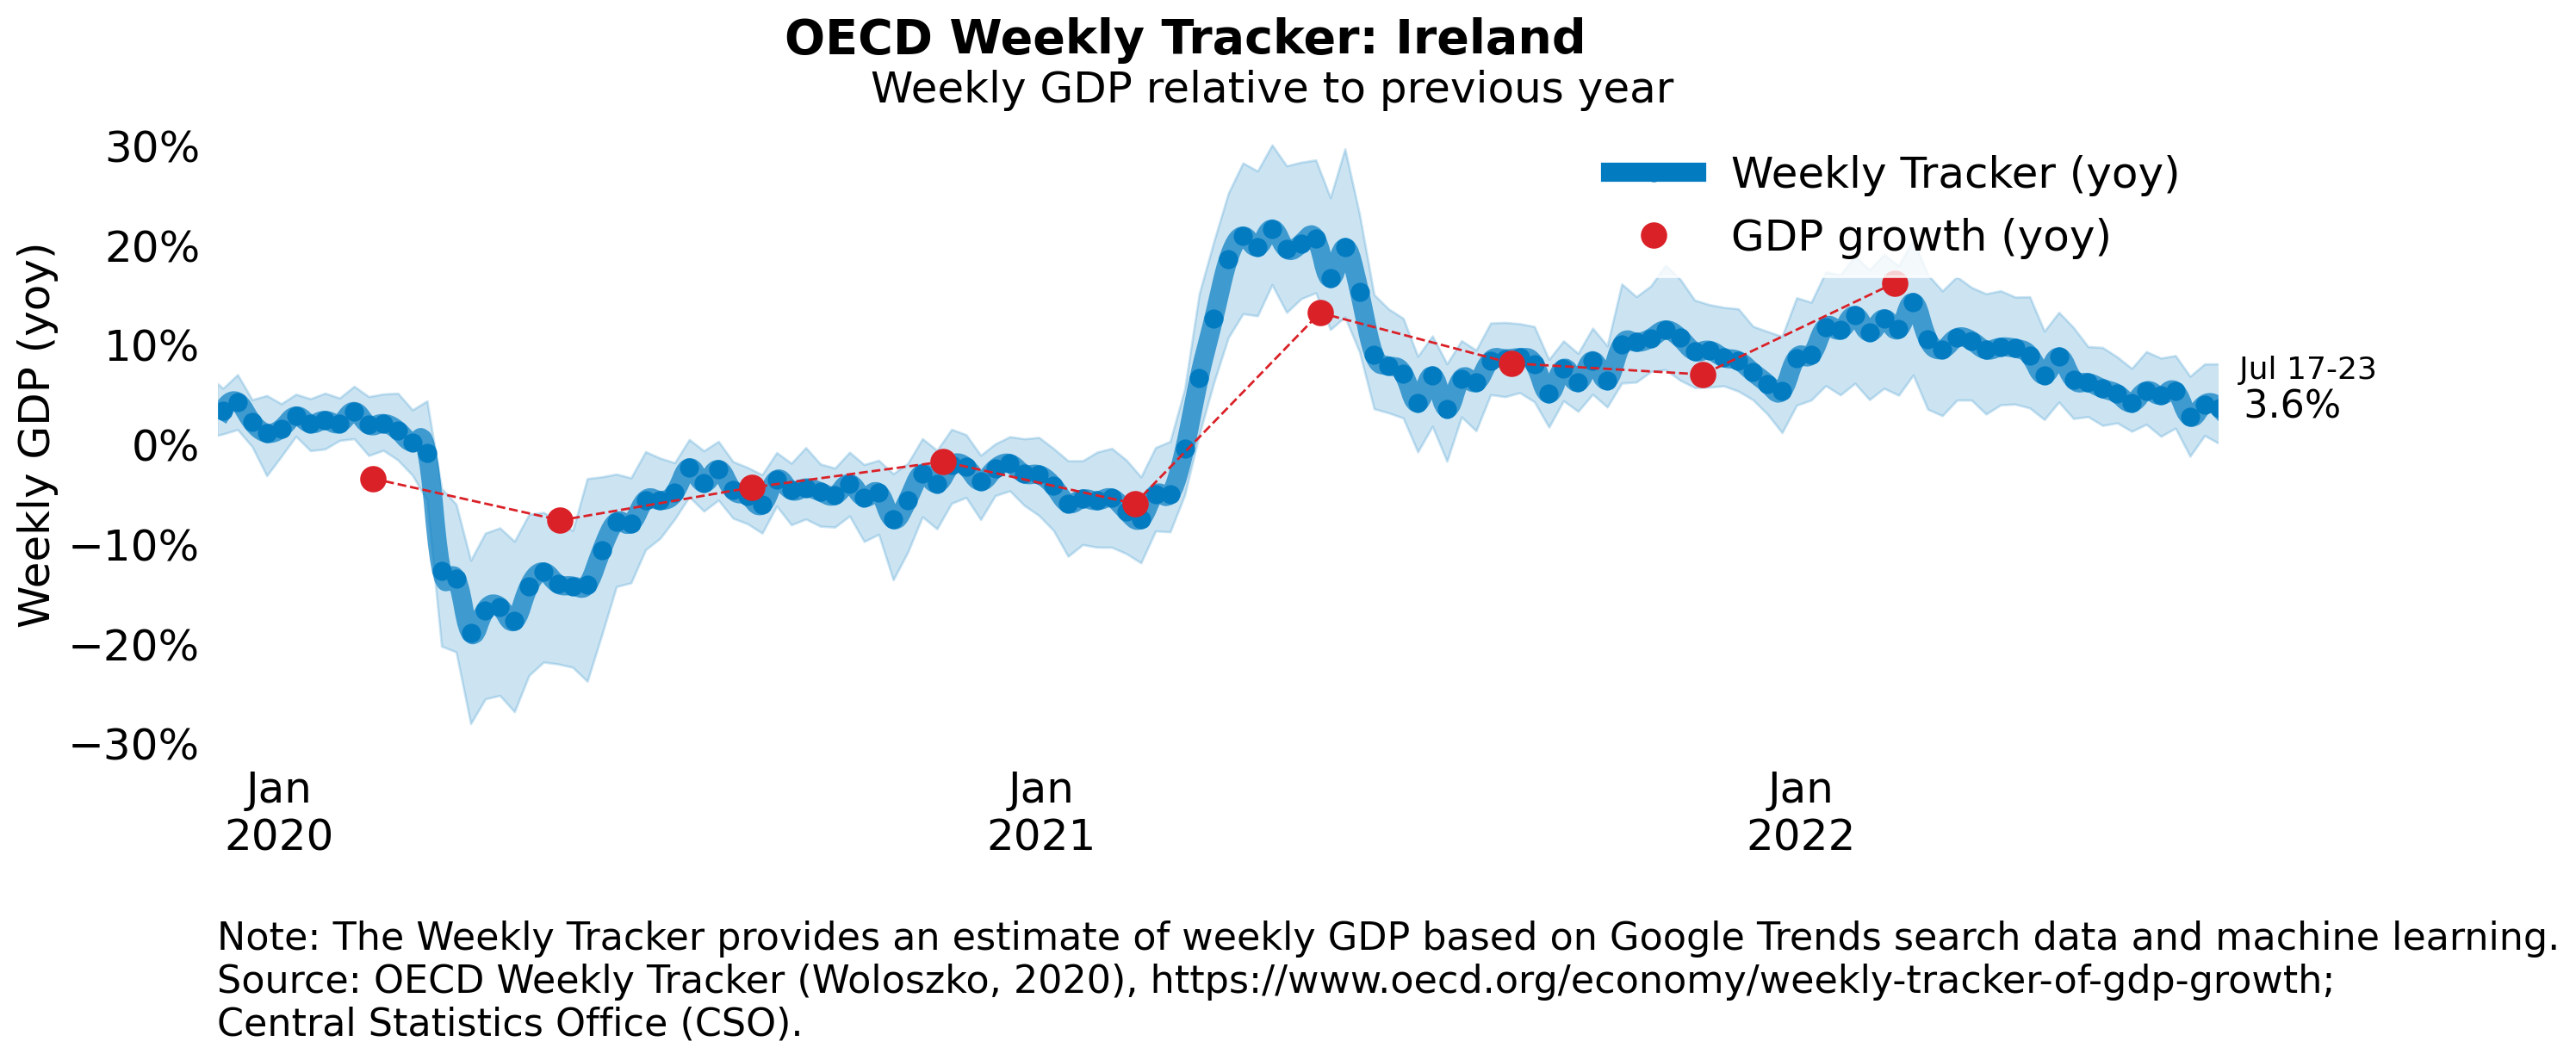 OECD Weekly Tracker: Ireland
Weekly GDP relative to previous year
Weekly GDP (yoy)
30%
20%
10%
0%
−10%
−20%
−30%
Weekly Tracker (yoy)
GDP growth (yoy)
Jul 17-23
3.6%
Jan
2020
Jan
2021
Jan
2022
Note: The Weekly Tracker provides an estimate of weekly GDP based on Google Trends search data and machine learning.
Source: OECD Weekly Tracker (Woloszko, 2020), https://www.oecd.org/economy/weekly-tracker-of-gdp-growth;
Central Statistics Office (CSO).